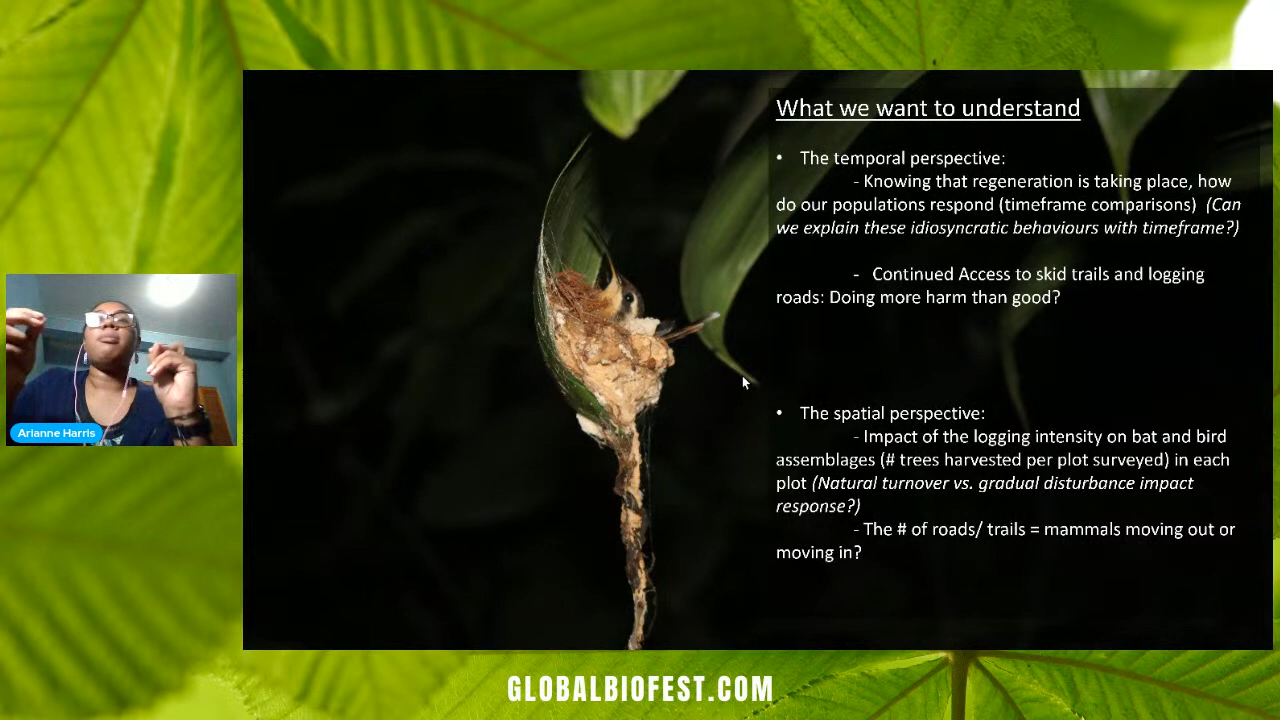 What we want to understand
• The temporal perspective:
- Knowing that regeneration is taking place, how
do our populations respond (timeframe comparisons) (Can
we explain these idiosyncratic behaviours with timeframe?)
- Continued Access to skid trails and logging
roads: Doing more harm than good?
• The spatial perspective:
- Impact of the logging intensity on bat and bird
assemblages (# trees harvested per plot surveyed) in each
plot (Natural turnover vs. gradual disturbance impact
response?)
- The # of roads/ trails = mammals moving out or
moving in?
Arianne Harris
GLOBALBIOFEST.COM